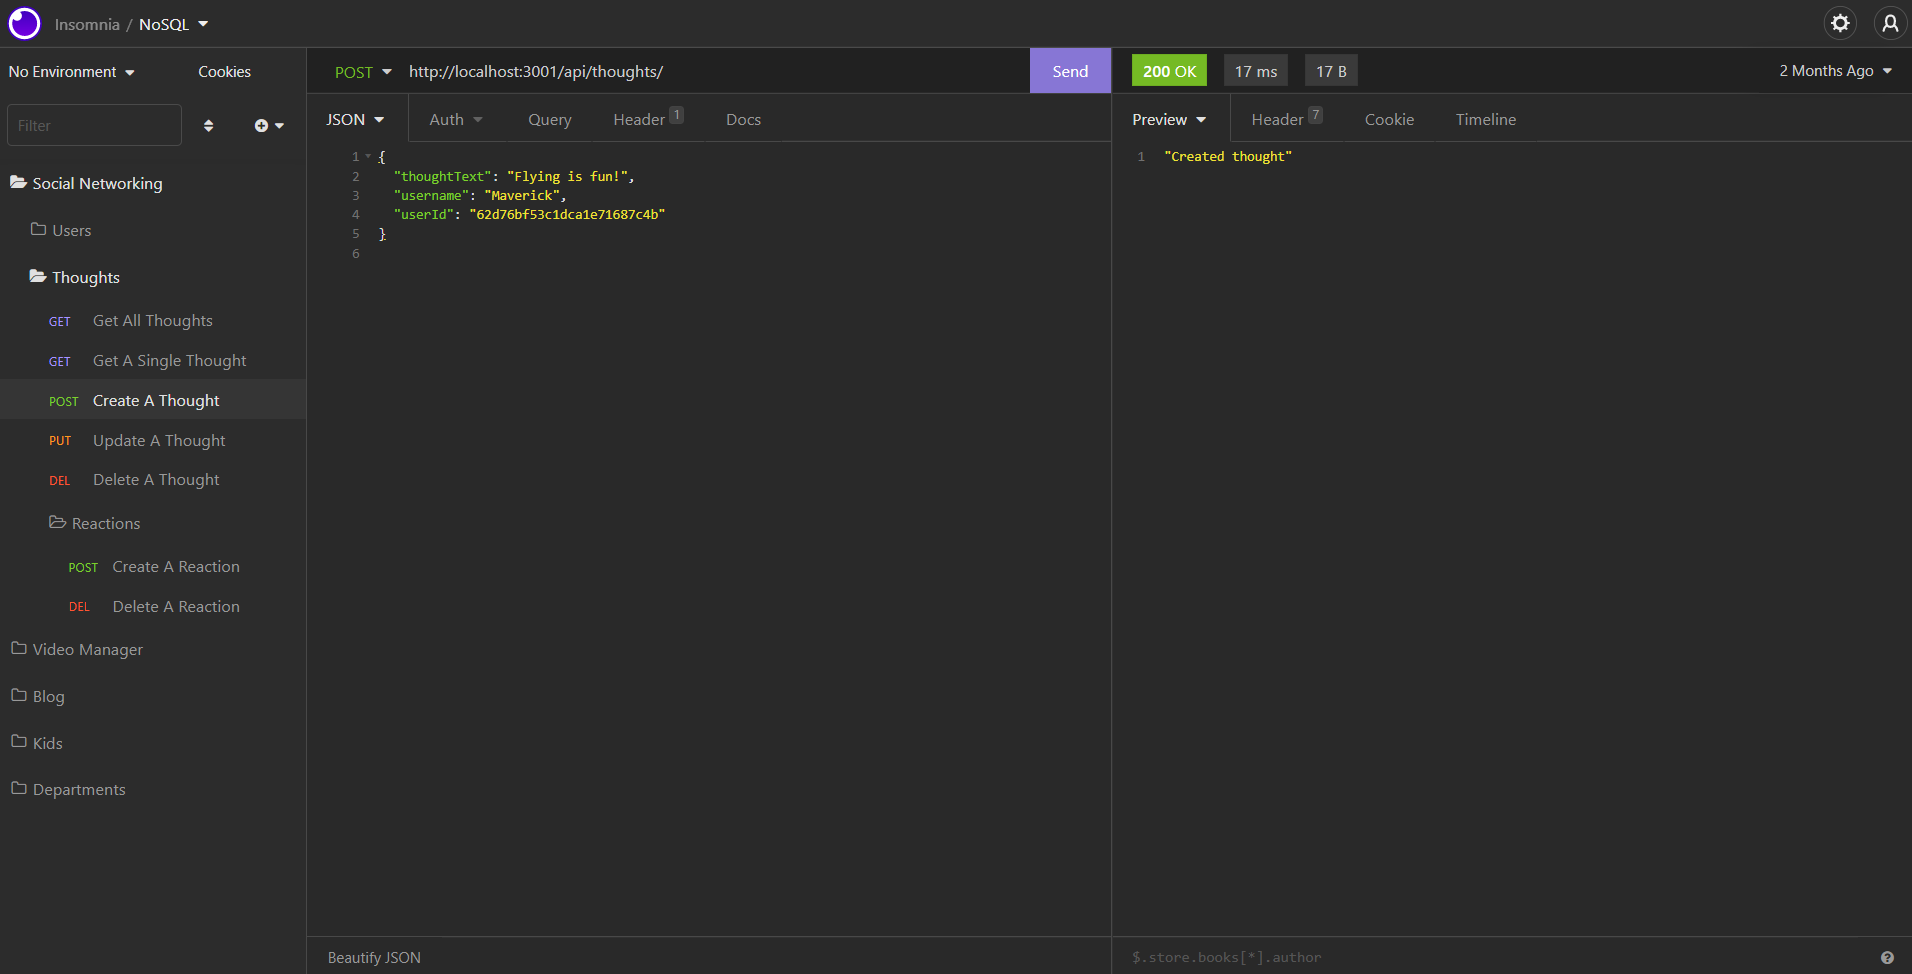 Insomnia / NoSQL
No Environment
Cookies
Filter
Social Networking
Users
Thoughts
GET Get All Thoughts
GET Get A Single Thought
POST Create A Thought
PUT Update A Thought
DEL Delete A Thought
Reactions
POST Create A Reaction
DEL Delete A Reaction
Video Manager
Blog
Kids
Departments
POST http://localhost:3001/api/thoughts/ Send
JSON Auth Query Header 1 Docs
1 {
2 "thoughtText": "Flying is fun!",
3 "username": "Maverick",
4 "userId": "62d76bf53c1dca1e71687c4b"
5 }
6
Beautify JSON
200 OK 17 ms 17 B 2 Months Ago
Preview Header 7 Cookie Timeline
1 "Created thought"
$.store.books[*].author ?